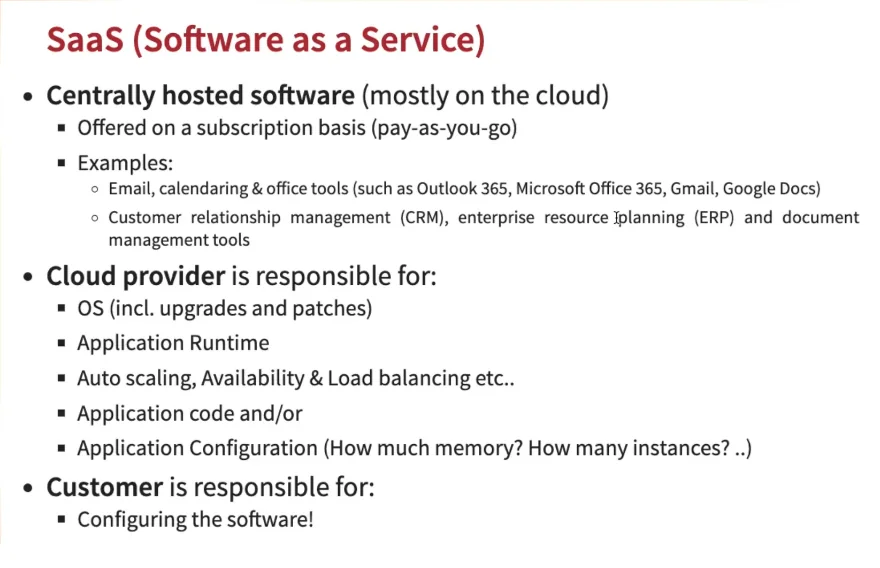 SaaS (Software as a Service)
• Centrally hosted software (mostly on the cloud)
▪ Offered on a subscription basis (pay-as-you-go)
▪ Examples:
◦ Email, calendaring & office tools (such as Outlook 365, Microsoft Office 365, Gmail, Google Docs)
◦ Customer relationship management (CRM), enterprise resource planning (ERP) and document
management tools
• Cloud provider is responsible for:
▪ OS (incl. upgrades and patches)
▪ Application Runtime
▪ Auto scaling, Availability & Load balancing etc..
▪ Application code and/or
▪ Application Configuration (How much memory? How many instances? ..)
• Customer is responsible for:
▪ Configuring the software!